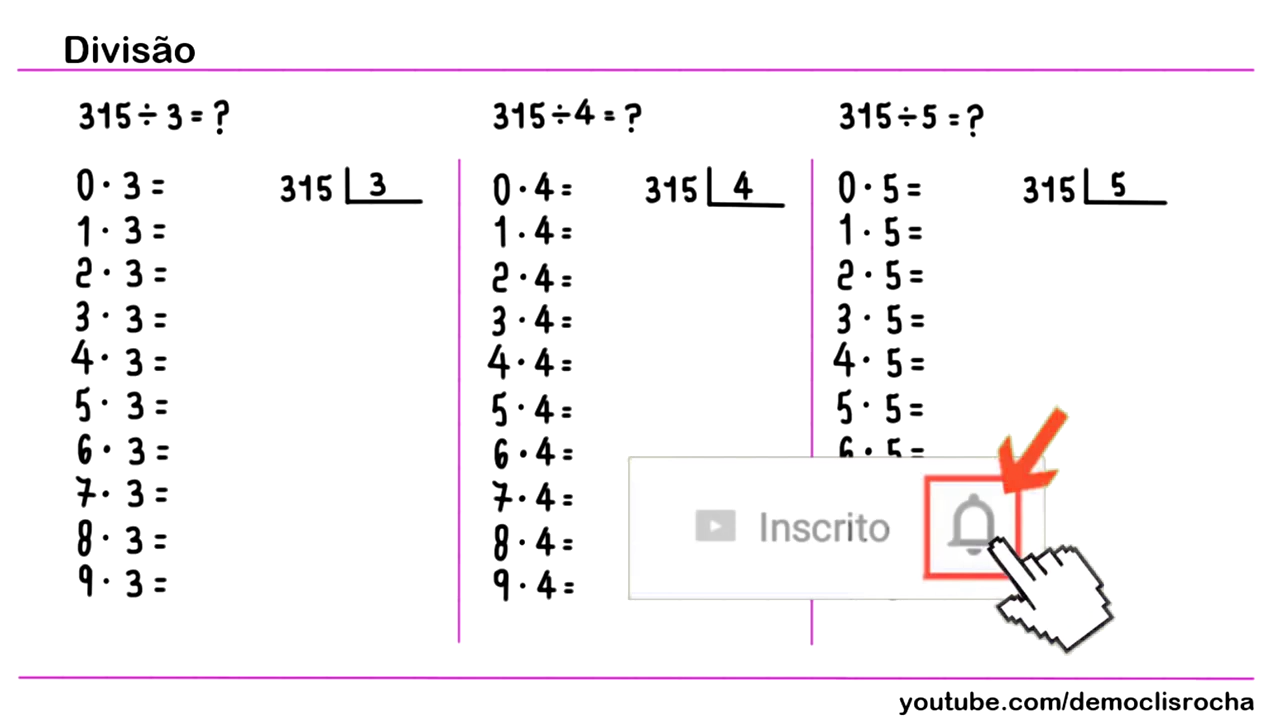 Divisão
315 ÷ 3 = ?
0 · 3 =
315 3
1 · 3 =
2 · 3 =
3 · 3 =
4 · 3 =
5 · 3 =
6 · 3 =
7 · 3 =
8 · 3 =
9 · 3 =
315 ÷ 4 = ?
0 · 4 =
315 4
1 · 4 =
2 · 4 =
3 · 4 =
4 · 4 =
5 · 4 =
6 · 4 =
7 · 4 =
8 · 4 =
9 · 4 =
315 ÷ 5 = ?
0 · 5 =
315 5
1 · 5 =
2 · 5 =
3 · 5 =
4 · 5 =
5 · 5 =
6 · 5 =
Inscrito
youtube.com/democlisrocha